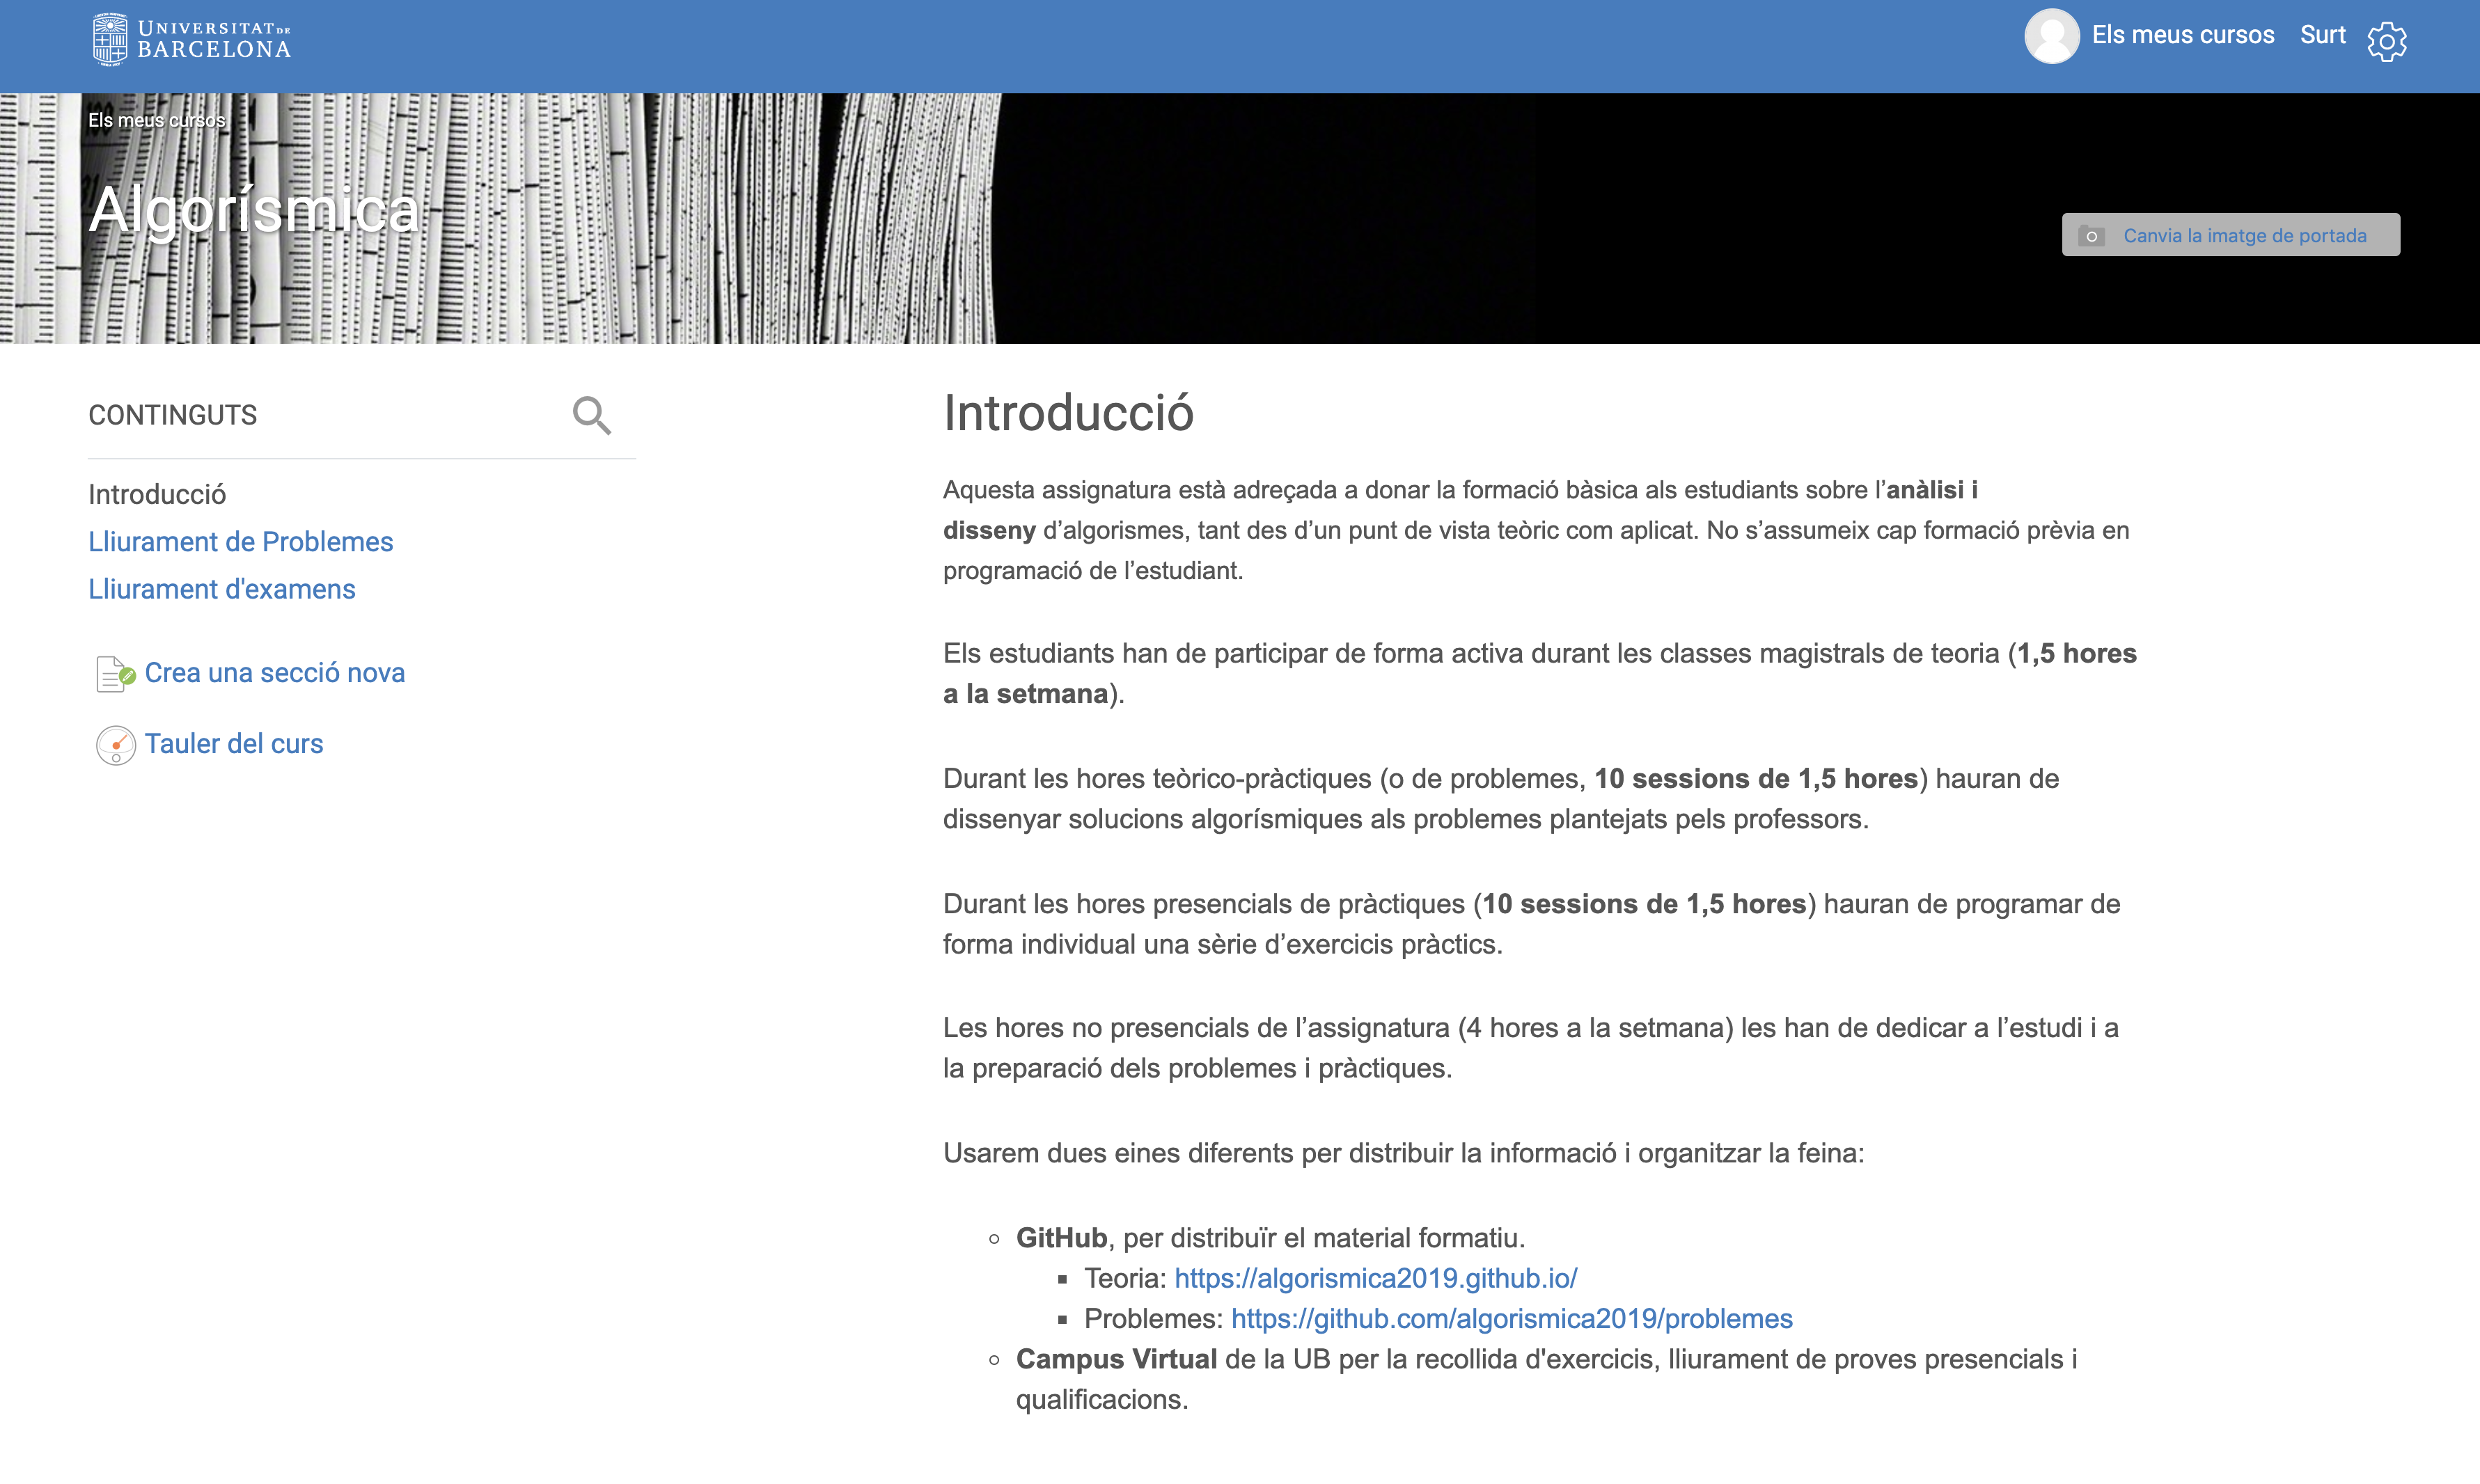 UNIVERSITAT DE
BARCELONA
Els meus cursos
Surt
Els meus cursos
Algorísmica
Canvia la imatge de portada
CONTINGUTS
Introducció
Lliurament de Problemes
Lliurament d'examens
Crea una secció nova
Tauler del curs
Introducció
Aquesta assignatura està adreçada a donar la formació bàsica als estudiants sobre l’anàlisi i
disseny d’algorismes, tant des d’un punt de vista teòric com aplicat. No s’assumeix cap formació prèvia en
programació de l’estudiant.
Els estudiants han de participar de forma activa durant les classes magistrals de teoria (1,5 hores
a la setmana).
Durant les hores teòrico-pràctiques (o de problemes, 10 sessions de 1,5 hores) hauran de
dissenyar solucions algorísmiques als problemes plantejats pels professors.
Durant les hores presencials de pràctiques (10 sessions de 1,5 hores) hauran de programar de
forma individual una sèrie d’exercicis pràctics.
Les hores no presencials de l’assignatura (4 hores a la setmana) les han de dedicar a l’estudi i a
la preparació dels problemes i pràctiques.
Usarem dues eines diferents per distribuir la informació i organitzar la feina:
GitHub, per distribuïr el material formatiu.
Teoria: https://algorismica2019.github.io/
Problemes: https://github.com/algorismica2019/problemes
Campus Virtual de la UB per la recollida d'exercicis, lliurament de proves presencials i
qualificacions.